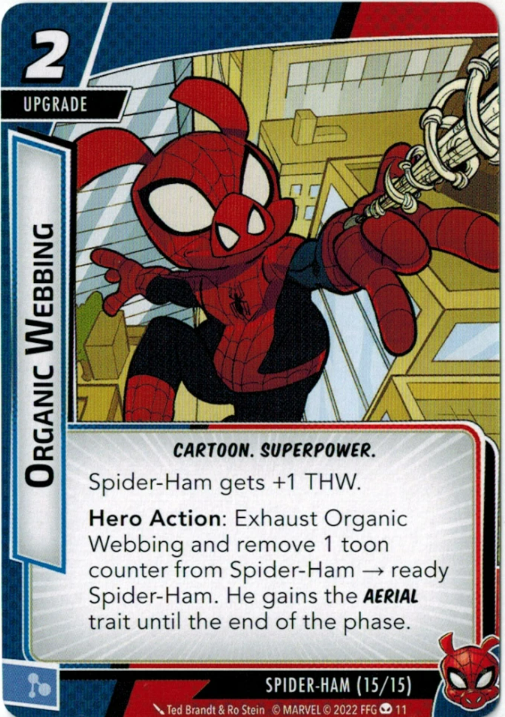 2
UPGRADE
ORGANIC WEBBING
CARTOON. SUPERPOWER.
Spider-Ham gets +1 THW.
Hero Action: Exhaust Organic
Webbing and remove 1 toon
counter from Spider-Ham → ready
Spider-Ham. He gains the AERIAL
trait until the end of the phase.
SPIDER-HAM (15/15)
Ted Brandt & Ro Stein © MARVEL © 2022 FFG 11